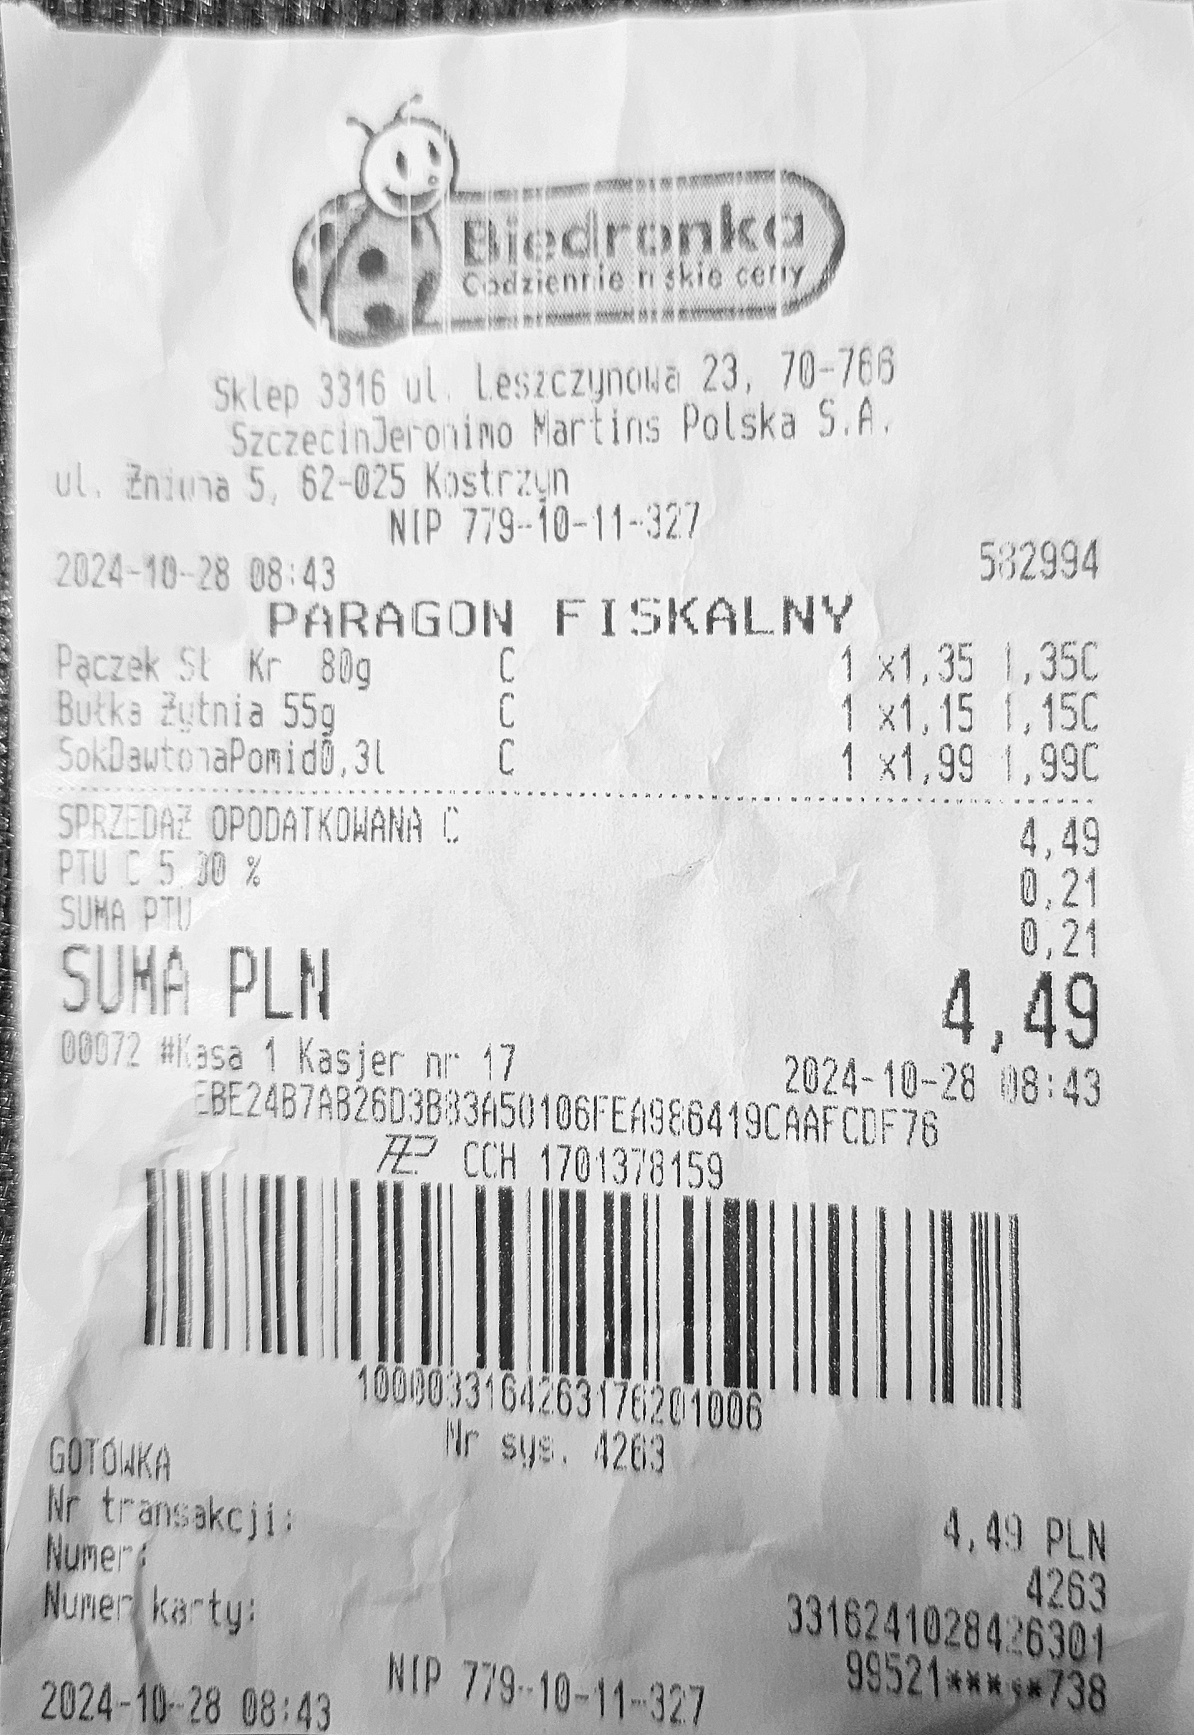 Biedronka
Codziennie niskie ceny
Sklep 3316 ul. Leszczynowa 23, 70-766
SzczecinJeronimo Martins Polska S.A.
ul. Żniwna 5, 62-025 Kostrzyn
NIP 779-10-11-327
2024-10-28 08:43 582994
PARAGON FISKALNY
Pączek St Kr 80g C 1 x1,35 1,35C
Bułka Żytnia 55g C 1 x1,15 1,15C
SokDawtonaPomid0,3l C 1 x1,99 1,99C
SPRZEDAŻ OPODATKOWANA C 4,49
PTU C 5,00 % 0,21
SUMA PTU 0,21
SUMA PLN 4,49
00072 #Kasa 1 Kasjer nr 17 2024-10-28 08:43
EBE24B7AB26D3B83A50106FEA986419CAAFCDF76
CCH 1701378159
1000033164263176201006
Nr sys. 4263
GOTÓWKA 4,49 PLN
Nr transakcji: 4263
Numer: 3316241028426301
Numer karty: 99521*****738
NIP 779-10-11-327
2024-10-28 08:43